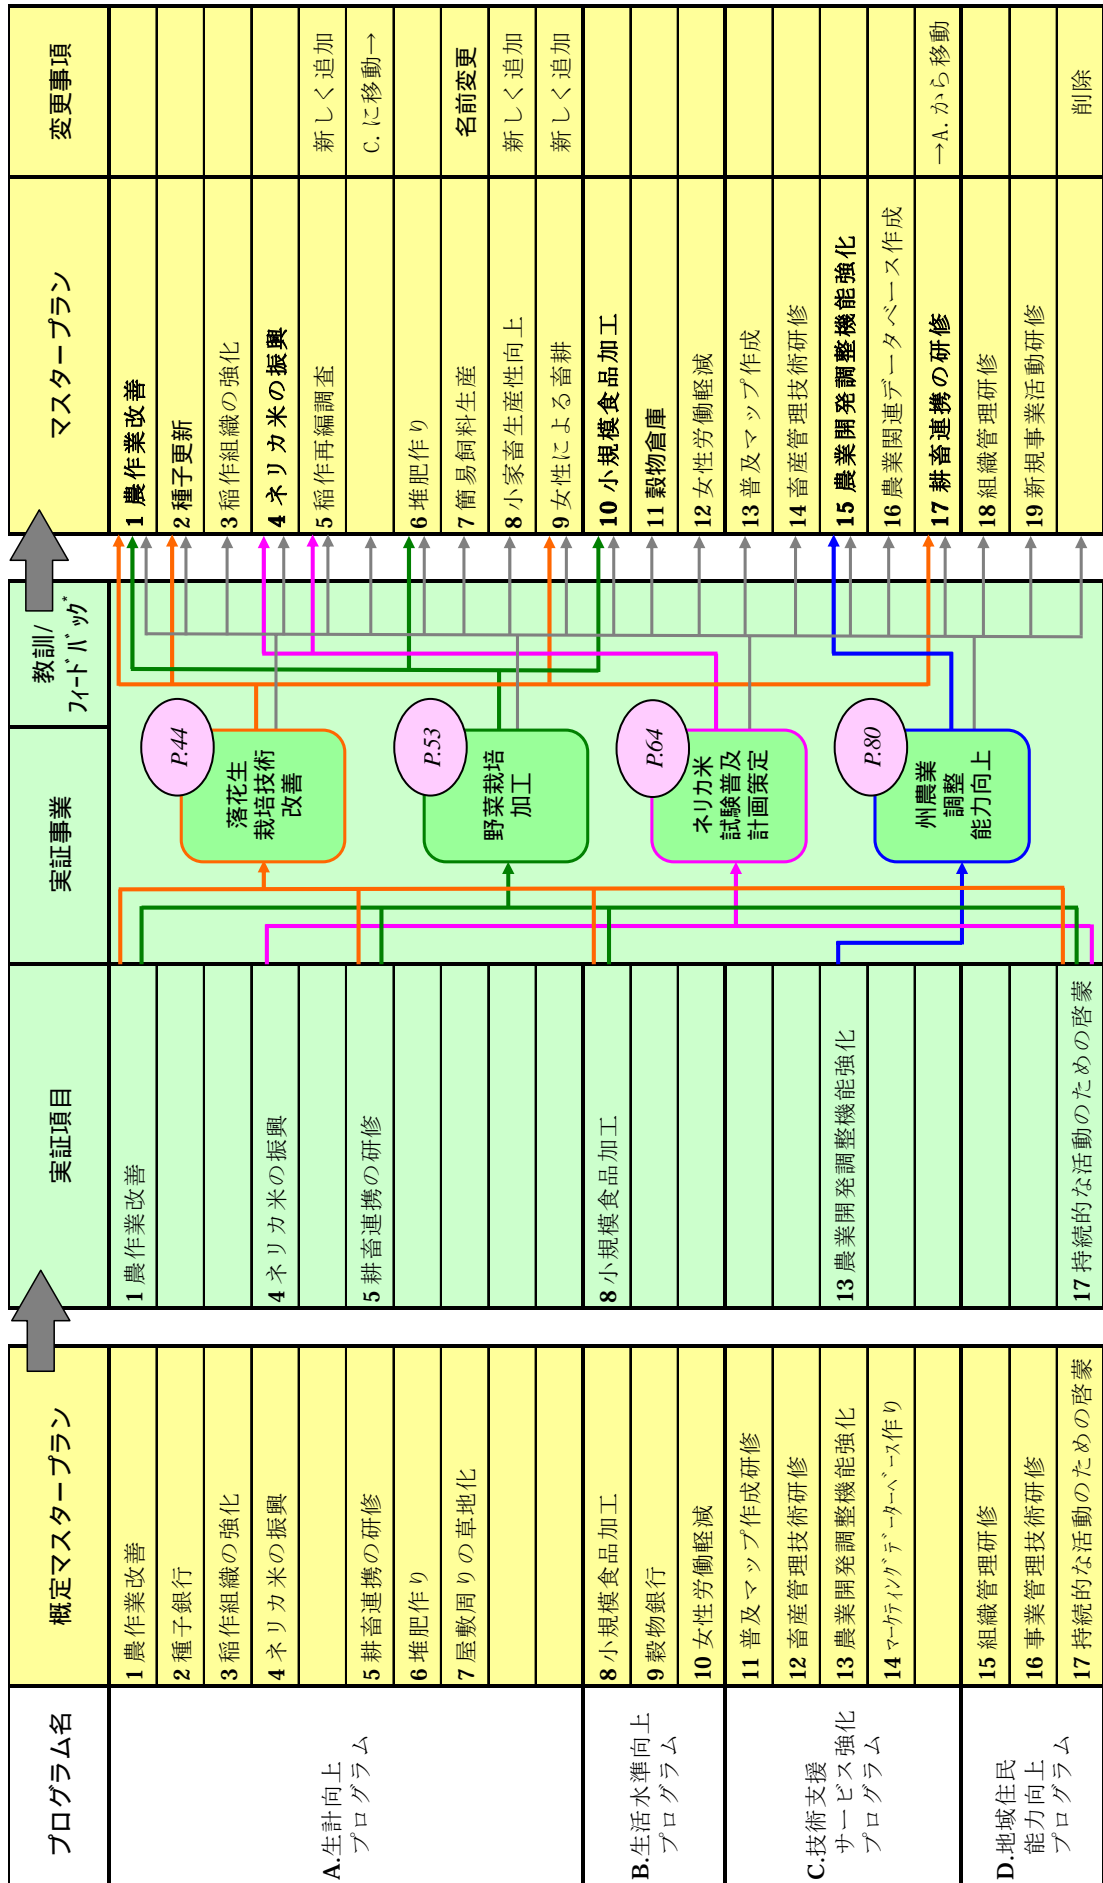 プログラム名
概定マスタープラン
実証項目
実証事業
教訓/
フィードバック*
マスタープラン
変更事項
A.生計向上
プログラム
1 農作業改善
2 種子銀行
3 稲作組織の強化
4 ネリカ米の振興
5 耕畜連携の研修
6 堆肥作り
7 屋敷周りの草地化
B.生活水準向上
プログラム
8 小規模食品加工
9 穀物銀行
10 女性労働軽減
C.技術支援
サービス強化
プログラム
11 普及マップ作成研修
12 畜産管理技術研修
13 農業開発調整機能強化
14 マーケティングデーターベース作り
D.地域住民
能力向上
プログラム
15 組織管理研修
16 事業管理技術研修
17 持続的な活動のための啓蒙
1 農作業改善
4 ネリカ米の振興
5 耕畜連携の研修
8 小規模食品加工
13 農業開発調整機能強化
17 持続的な活動のための啓蒙
P.44
落花生
栽培技術
改善
P.53
野菜栽培
加工
P.64
ネリカ米
試験普及
計画策定
P.80
州農業
調整
能力向上
1 農作業改善
2 種子更新
3 稲作組織の強化
4 ネリカ米の振興
5 稲作再編調査
新しく追加
C. に移動→
6 堆肥作り
7 簡易飼料生産
名前変更
8 小家畜生産性向上
新しく追加
9 女性による畜耕
新しく追加
10 小規模食品加工
11 穀物倉庫
12 女性労働軽減
13 普及マップ作成
14 畜産管理技術研修
15 農業開発調整機能強化
16 農業関連データベース作成
17 耕畜連携の研修
→A. から移動
18 組織管理研修
19 新規事業活動研修
削除